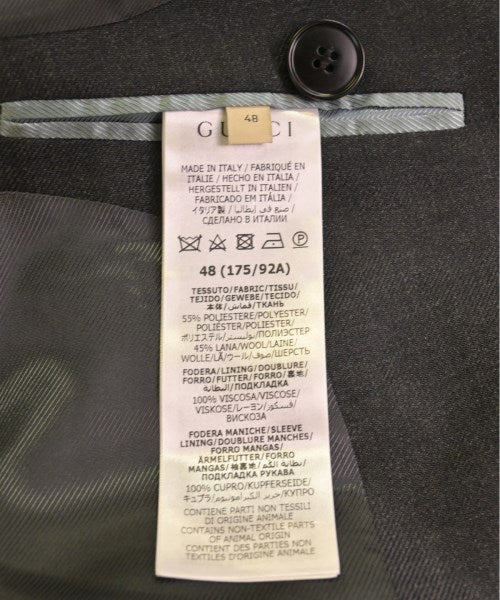 48
GUCCI
MADE IN ITALY / FABRIQUÉ EN
ITALIE / HECHO EN ITALIA /
HERGESTELLT IN ITALIEN /
FABRICADO EM ITÁLIA /
イタリア製 / صنع في إيطاليا /
СДЕЛАНО В ИТАЛИИ
48 (175/92A)
TESSUTO/FABRIC/TISSU/
TEJIDO/GEWEBE/TECIDO/
本体/قماش/ТКАНЬ
55% POLIESTERE/POLYESTER/
POLIÉSTER/POLYESTER/
ポリエステル/بوليستر/ПОЛИЭСТЕР
45% LANA/WOOL/LAINE/
WOLLE/LÃ/ウール/صوف/ШЕРСТЬ
FODERA/LINING/DOUBLURE/
FORRO/FUTTER/FORRO/裏地/
بطانة/ПОДКЛАДКА
100% VISCOSA/VISCOSE/
VISKOSE/レーヨン/فسكوز/
ВИСКОЗА
FODERA MANICHE/SLEEVE
LINING/DOUBLURE MANCHES/
FORRO MANGAS/
ÄRMELFUTTER/FORRO
MANGAS/袖裏地/بطانة الكم/
ПОДКЛАДКА РУКАВА
100% CUPRO/KUPFERSEIDE/
キュプラ/حرير الكبرامونيوم/КУПРО
CONTIENE PARTI NON TESSILI
DI ORIGINE ANIMALE
CONTAINS NON-TEXTILE PARTS
OF ANIMAL ORIGIN
CONTIENT DES PARTIES NON
TEXTILES D'ORIGINE ANIMALE